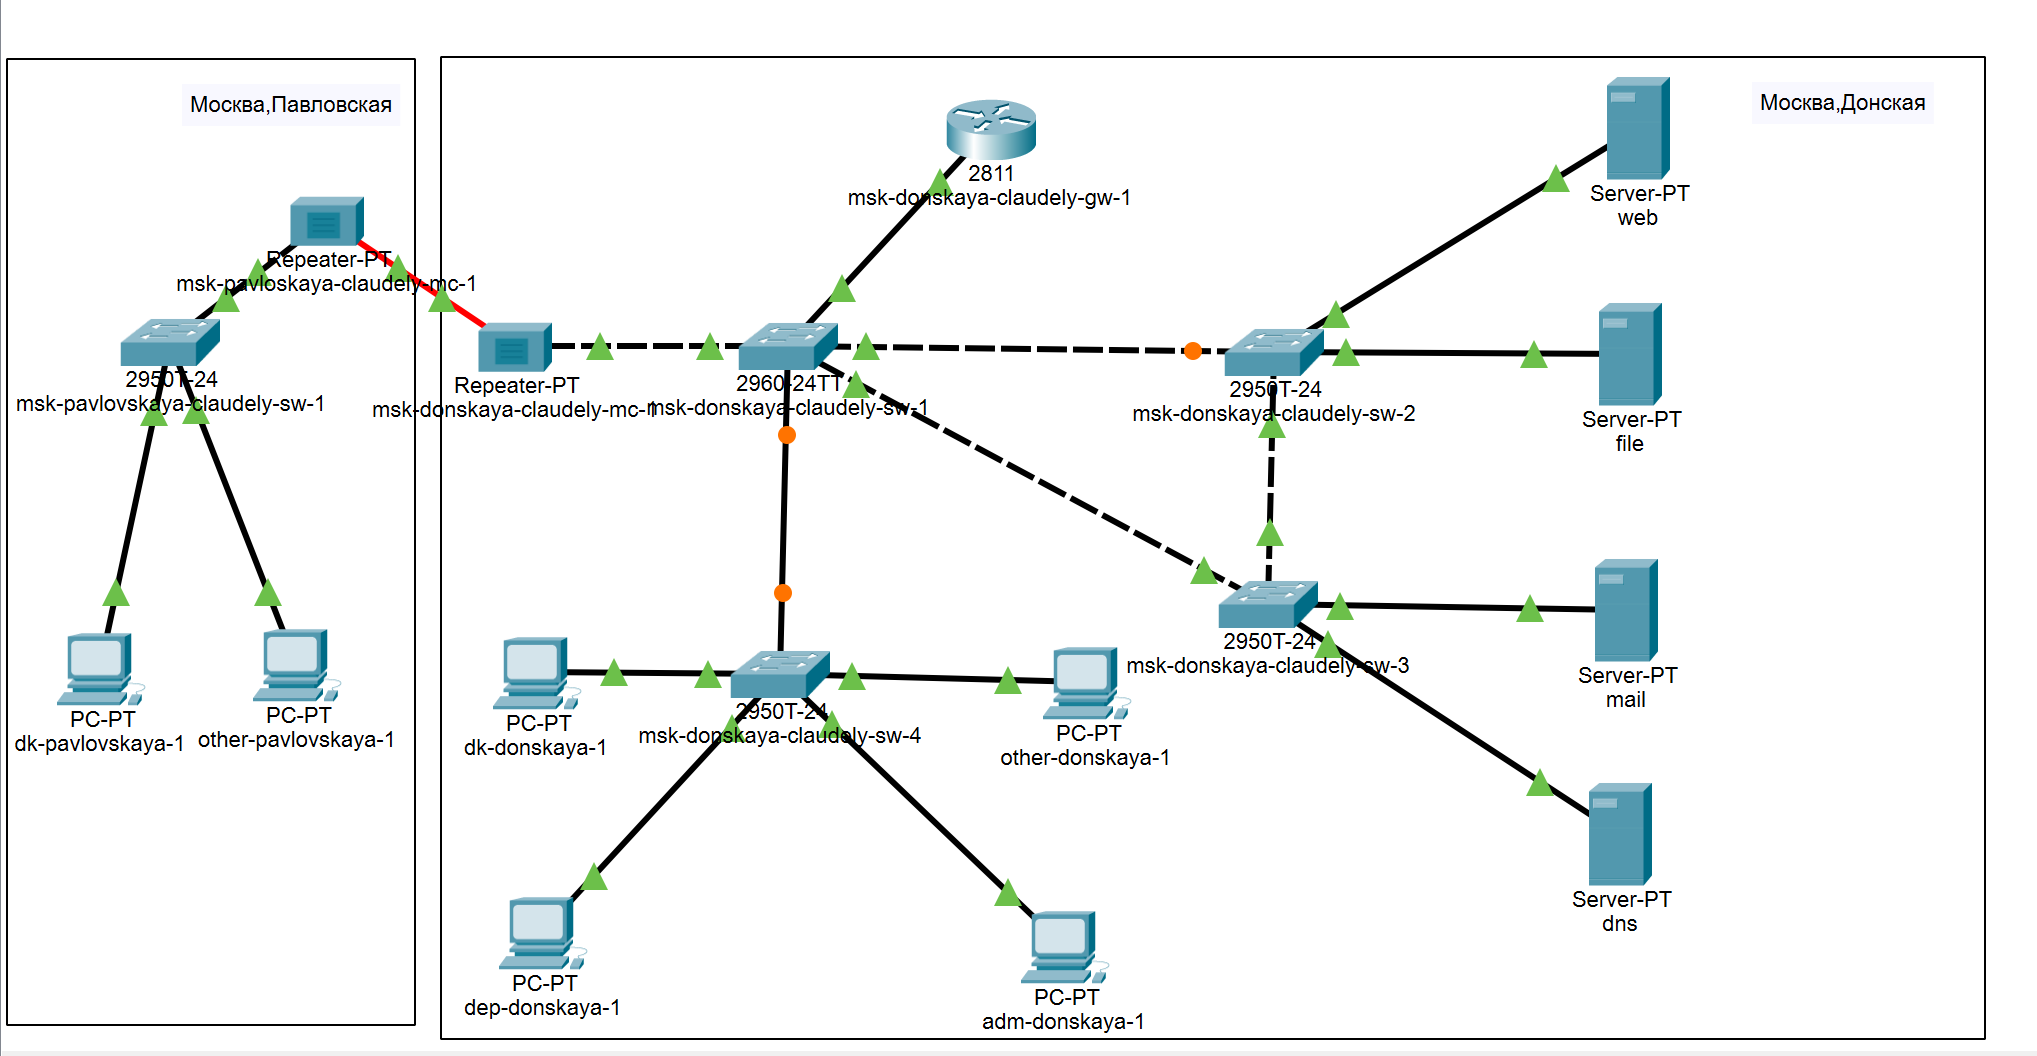 Москва,Павловская
Repeater-PT
msk-pavloskaya-claudely-mc-1
2950T-24
msk-pavlovskaya-claudely-sw-1
PC-PT
dk-pavlovskaya-1
PC-PT
other-pavlovskaya-1
Москва,Донская
2811
msk-donskaya-claudely-gw-1
Repeater-PT
msk-donskaya-claudely-mc-1
2960-24TT
msk-donskaya-claudely-sw-1
2950T-24
msk-donskaya-claudely-sw-2
Server-PT
web
Server-PT
file
2950T-24
msk-donskaya-claudely-sw-3
Server-PT
mail
Server-PT
dns
PC-PT
dk-donskaya-1
2950T-24
msk-donskaya-claudely-sw-4
PC-PT
other-donskaya-1
PC-PT
dep-donskaya-1
PC-PT
adm-donskaya-1